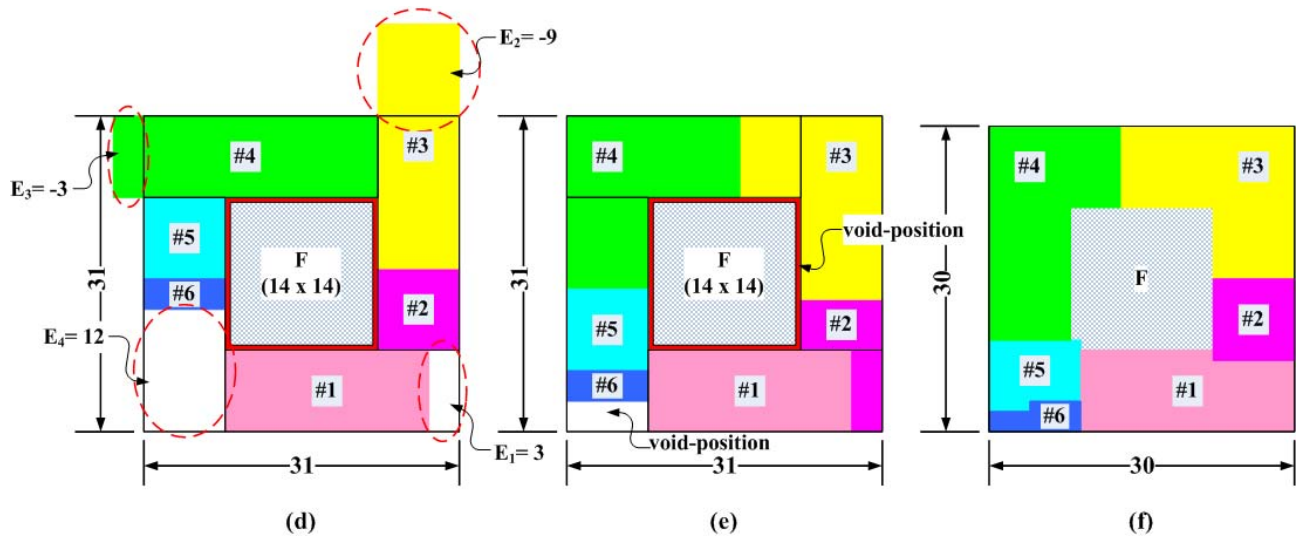 E₂= -9
#4
#3
E₃= -3
#5
F
(14 x 14)
#6
#2
E₄= 12
#1
E₁= 3
31
31
(d)
#4
#3
void-position
F
(14 x 14)
#5
#2
#6
#1
void-position
31
31
(e)
#4
#3
F
#2
#5
#1
#6
30
30
(f)